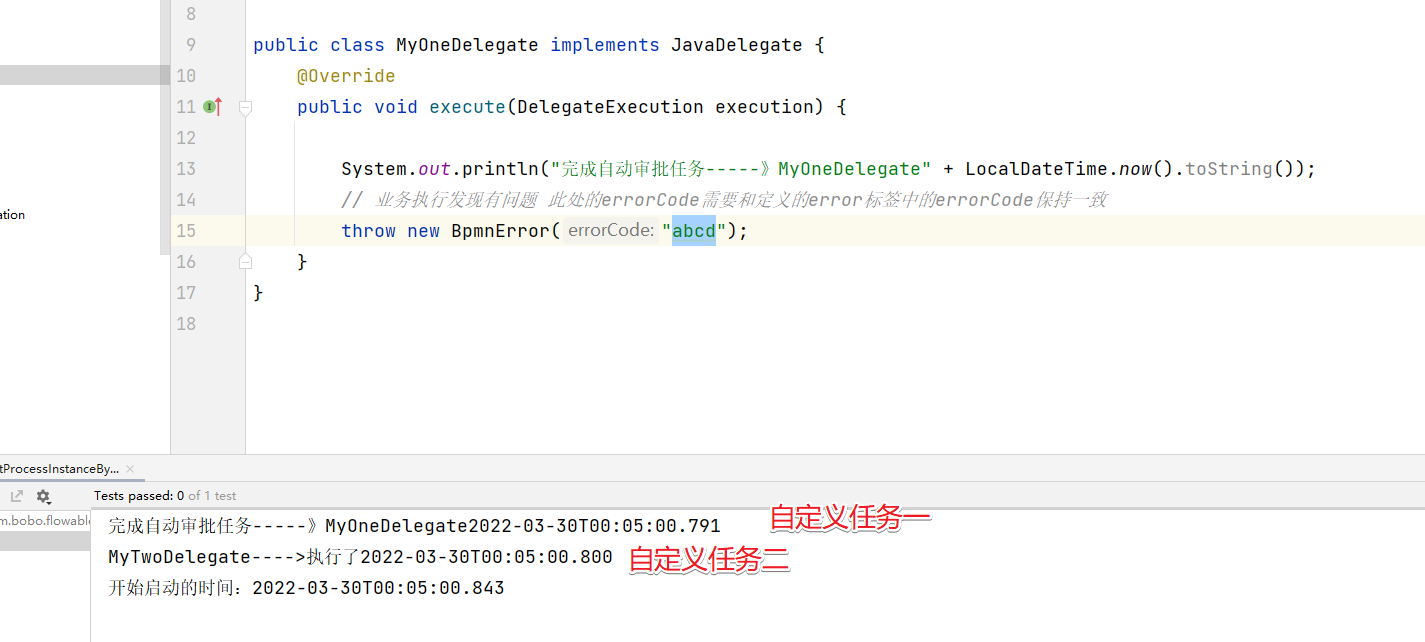 8
9 public class MyOneDelegate implements JavaDelegate {
10 @Override
ation
11 public void execute(DelegateExecution execution) {
12
13 System.out.println("完成自动审批任务-----》MyOneDelegate" + LocalDateTime.now().toString());
14 // 业务执行发现有问题 此处的errorCode需要和定义的error标签中的errorCode保持一致
15 throw new BpmnError( errorCode: "abcd");
16 }
17 }
18
tProcessInstanceBy... ×
Tests passed: 0 of 1 test
m.bobo.flowabl
完成自动审批任务-----》MyOneDelegate2022-03-30T00:05:00.791 自定义任务一
MyTwoDelegate---->执行了2022-03-30T00:05:00.800 自定义任务二
开始启动的时间：2022-03-30T00:05:00.843